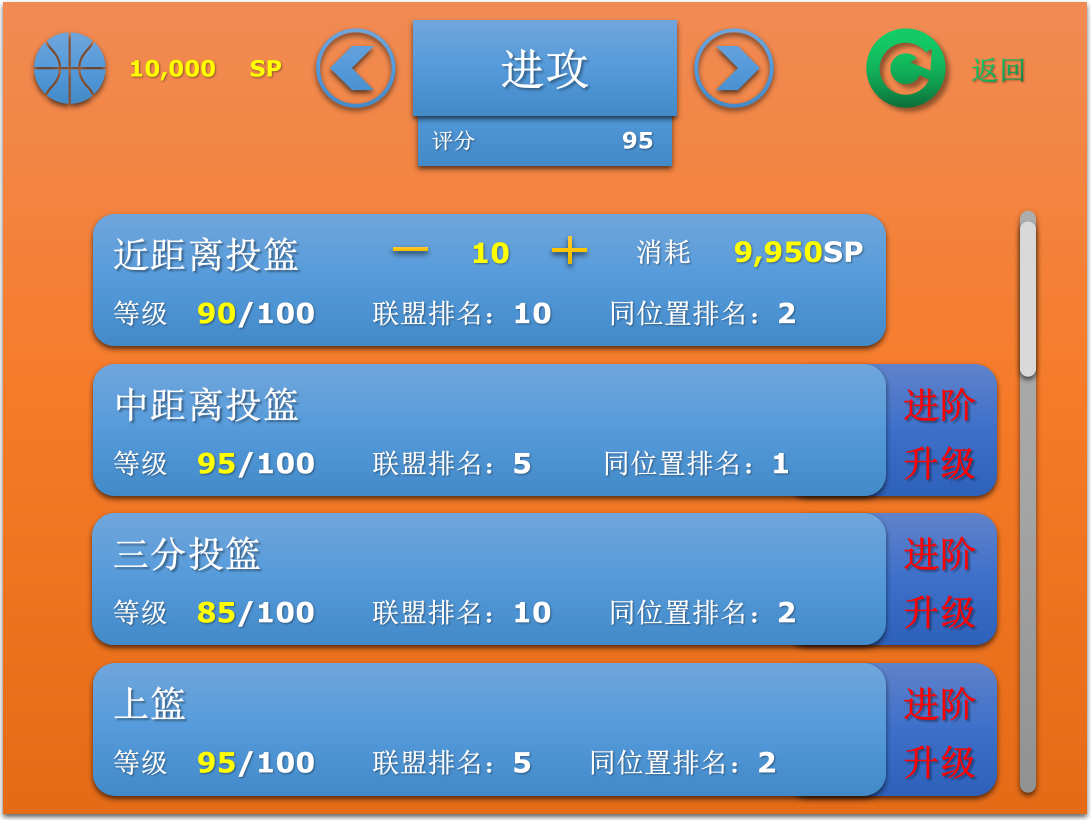 10,000 SP
进攻
返回
评分 95
近距离投篮 10 消耗 9,950SP
等级 90/100 联盟排名：10 同位置排名：2
中距离投篮
等级 95/100 联盟排名：5 同位置排名：1
进阶
升级
三分投篮
等级 85/100 联盟排名：10 同位置排名：2
进阶
升级
上篮
等级 95/100 联盟排名：5 同位置排名：2
进阶
升级